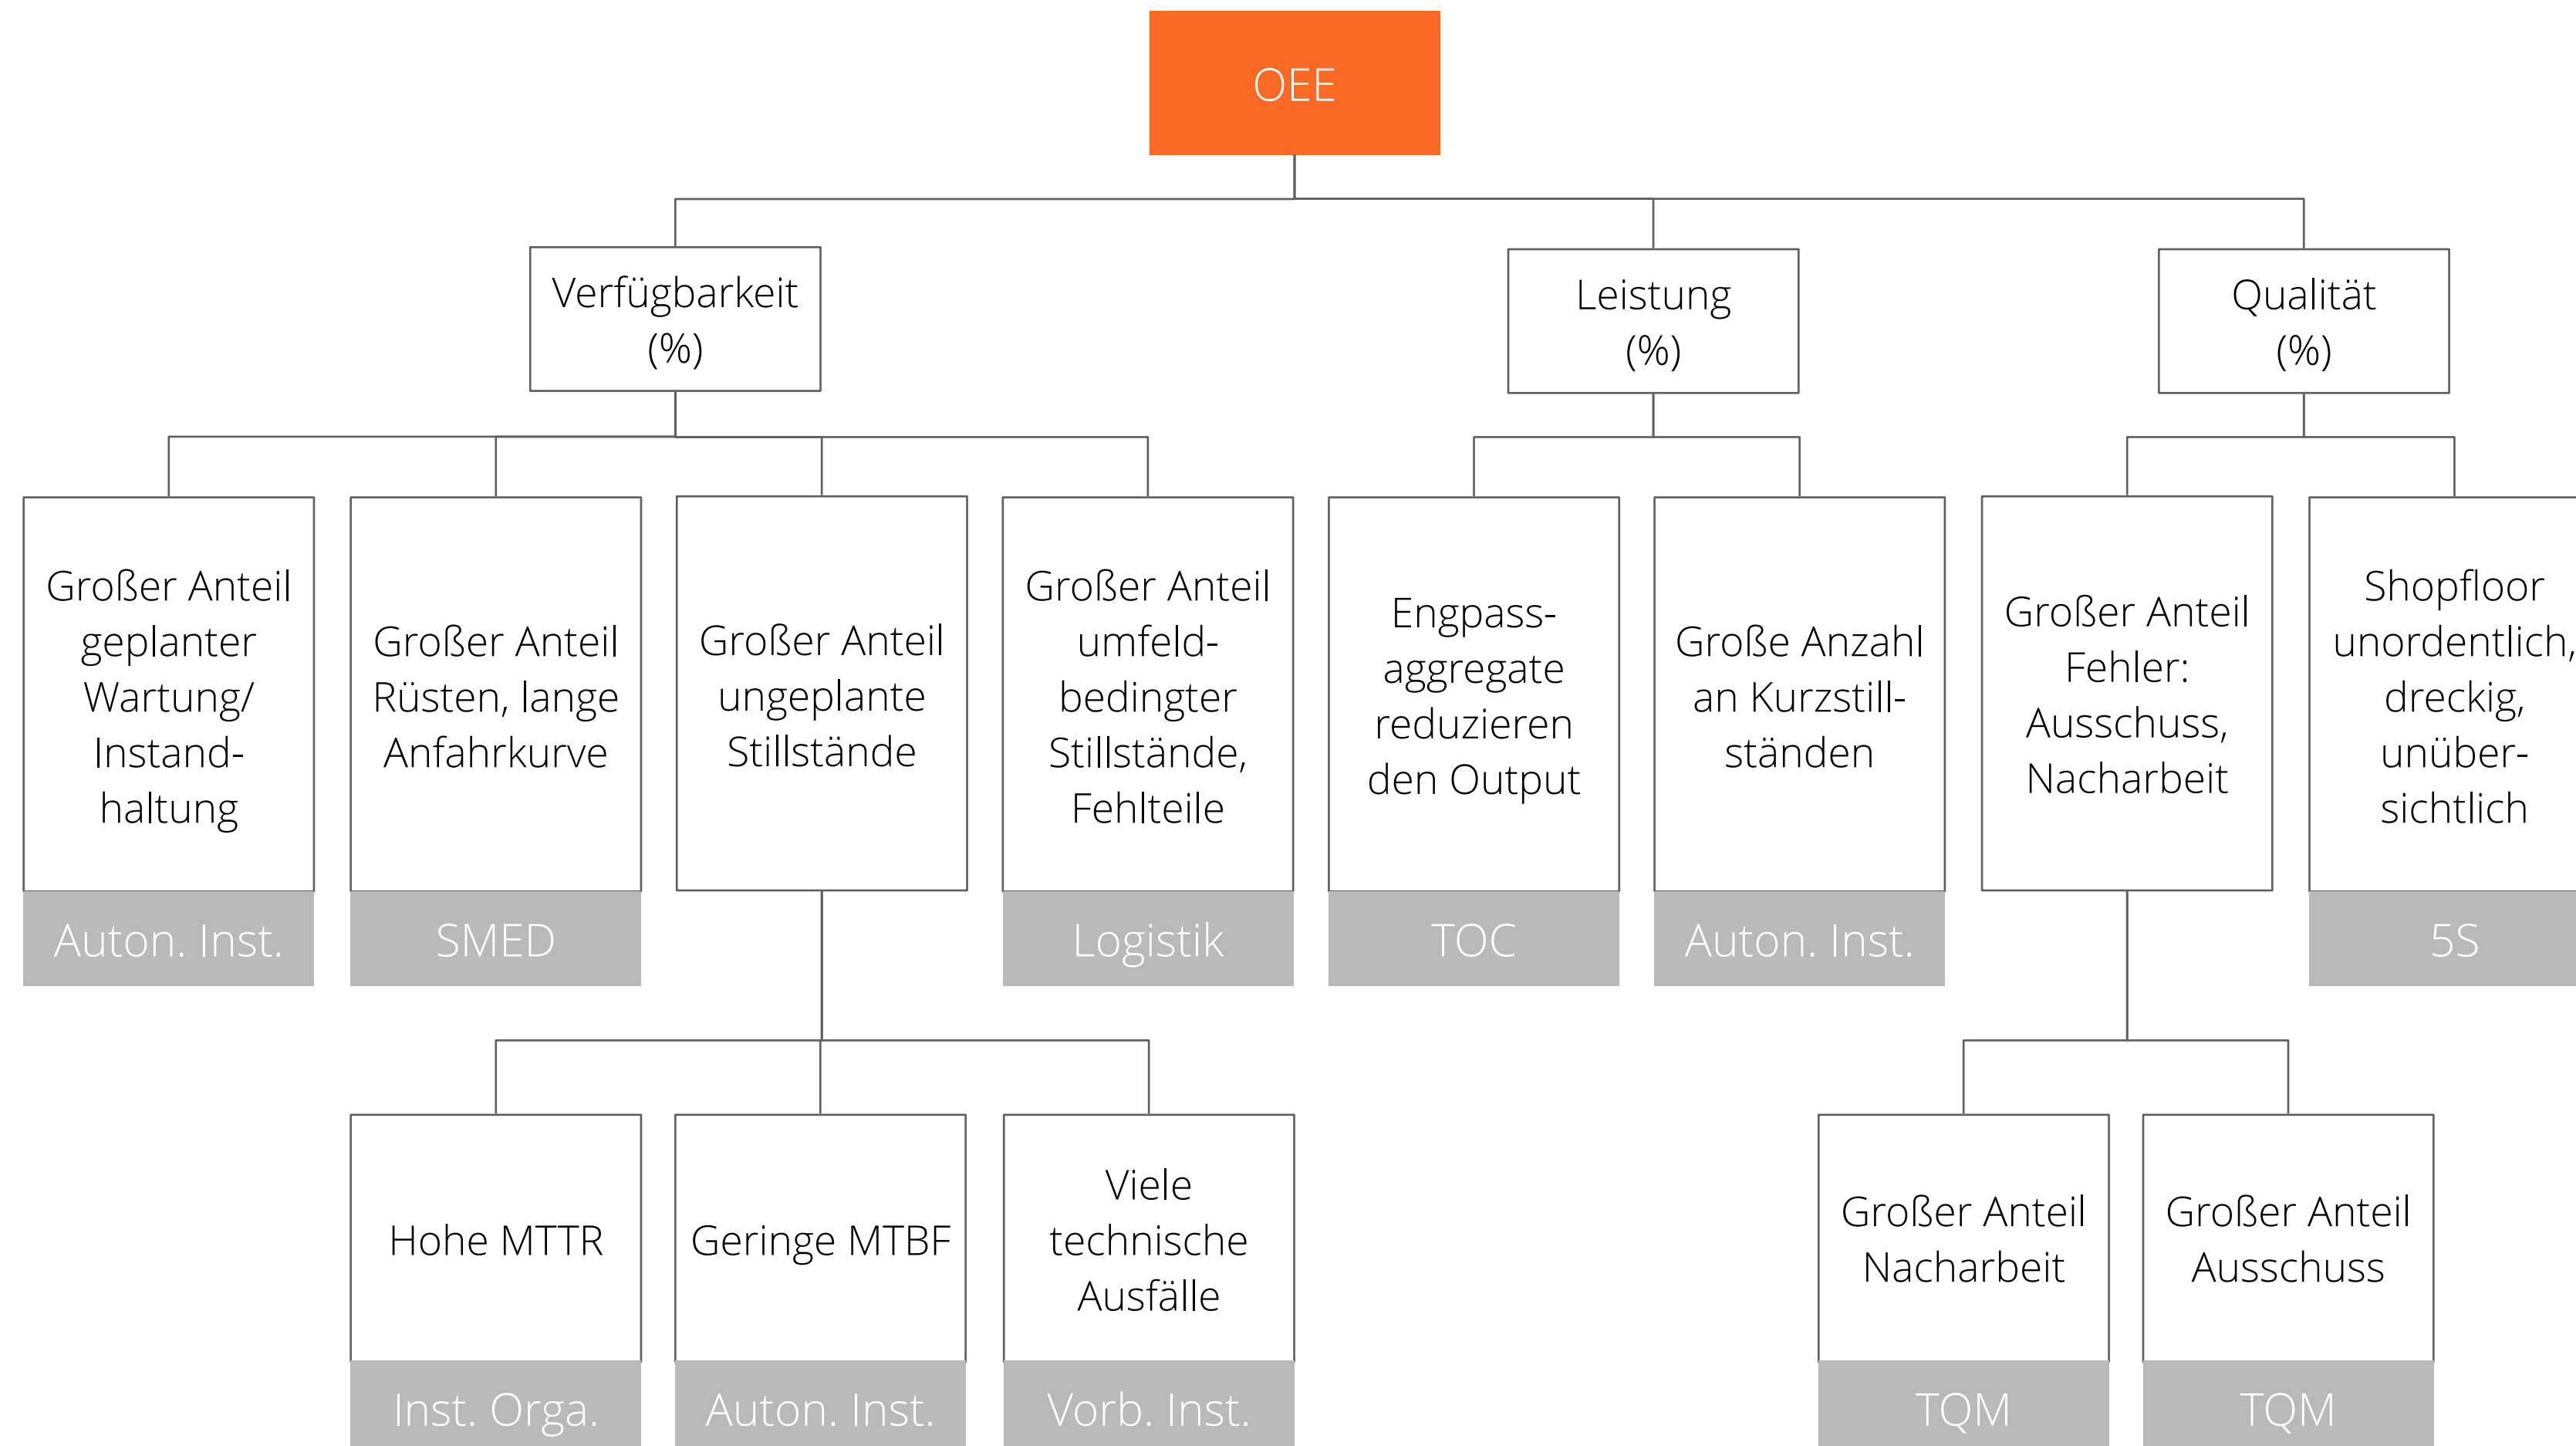 OEE
Verfügbarkeit
(%)
Leistung
(%)
Qualität
(%)
Großer Anteil
geplanter
Wartung/
Instand-
haltung
Auton. Inst.
Großer Anteil
Rüsten, lange
Anfahrkurve
SMED
Großer Anteil
ungeplante
Stillstände
Großer Anteil
umfeld-
bedingter
Stillstände,
Fehlteile
Logistik
Engpass-
aggregate
reduzieren
den Output
TOC
Große Anzahl
an Kurzstill-
ständen
Auton. Inst.
Großer Anteil
Fehler:
Ausschuss,
Nacharbeit
Shopfloor
unordentlich,
dreckig,
unüber-
sichtlich
5S
Hohe MTTR
Inst. Orga.
Geringe MTBF
Auton. Inst.
Viele
technische
Ausfälle
Vorb. Inst.
Großer Anteil
Nacharbeit
TQM
Großer Anteil
Ausschuss
TQM